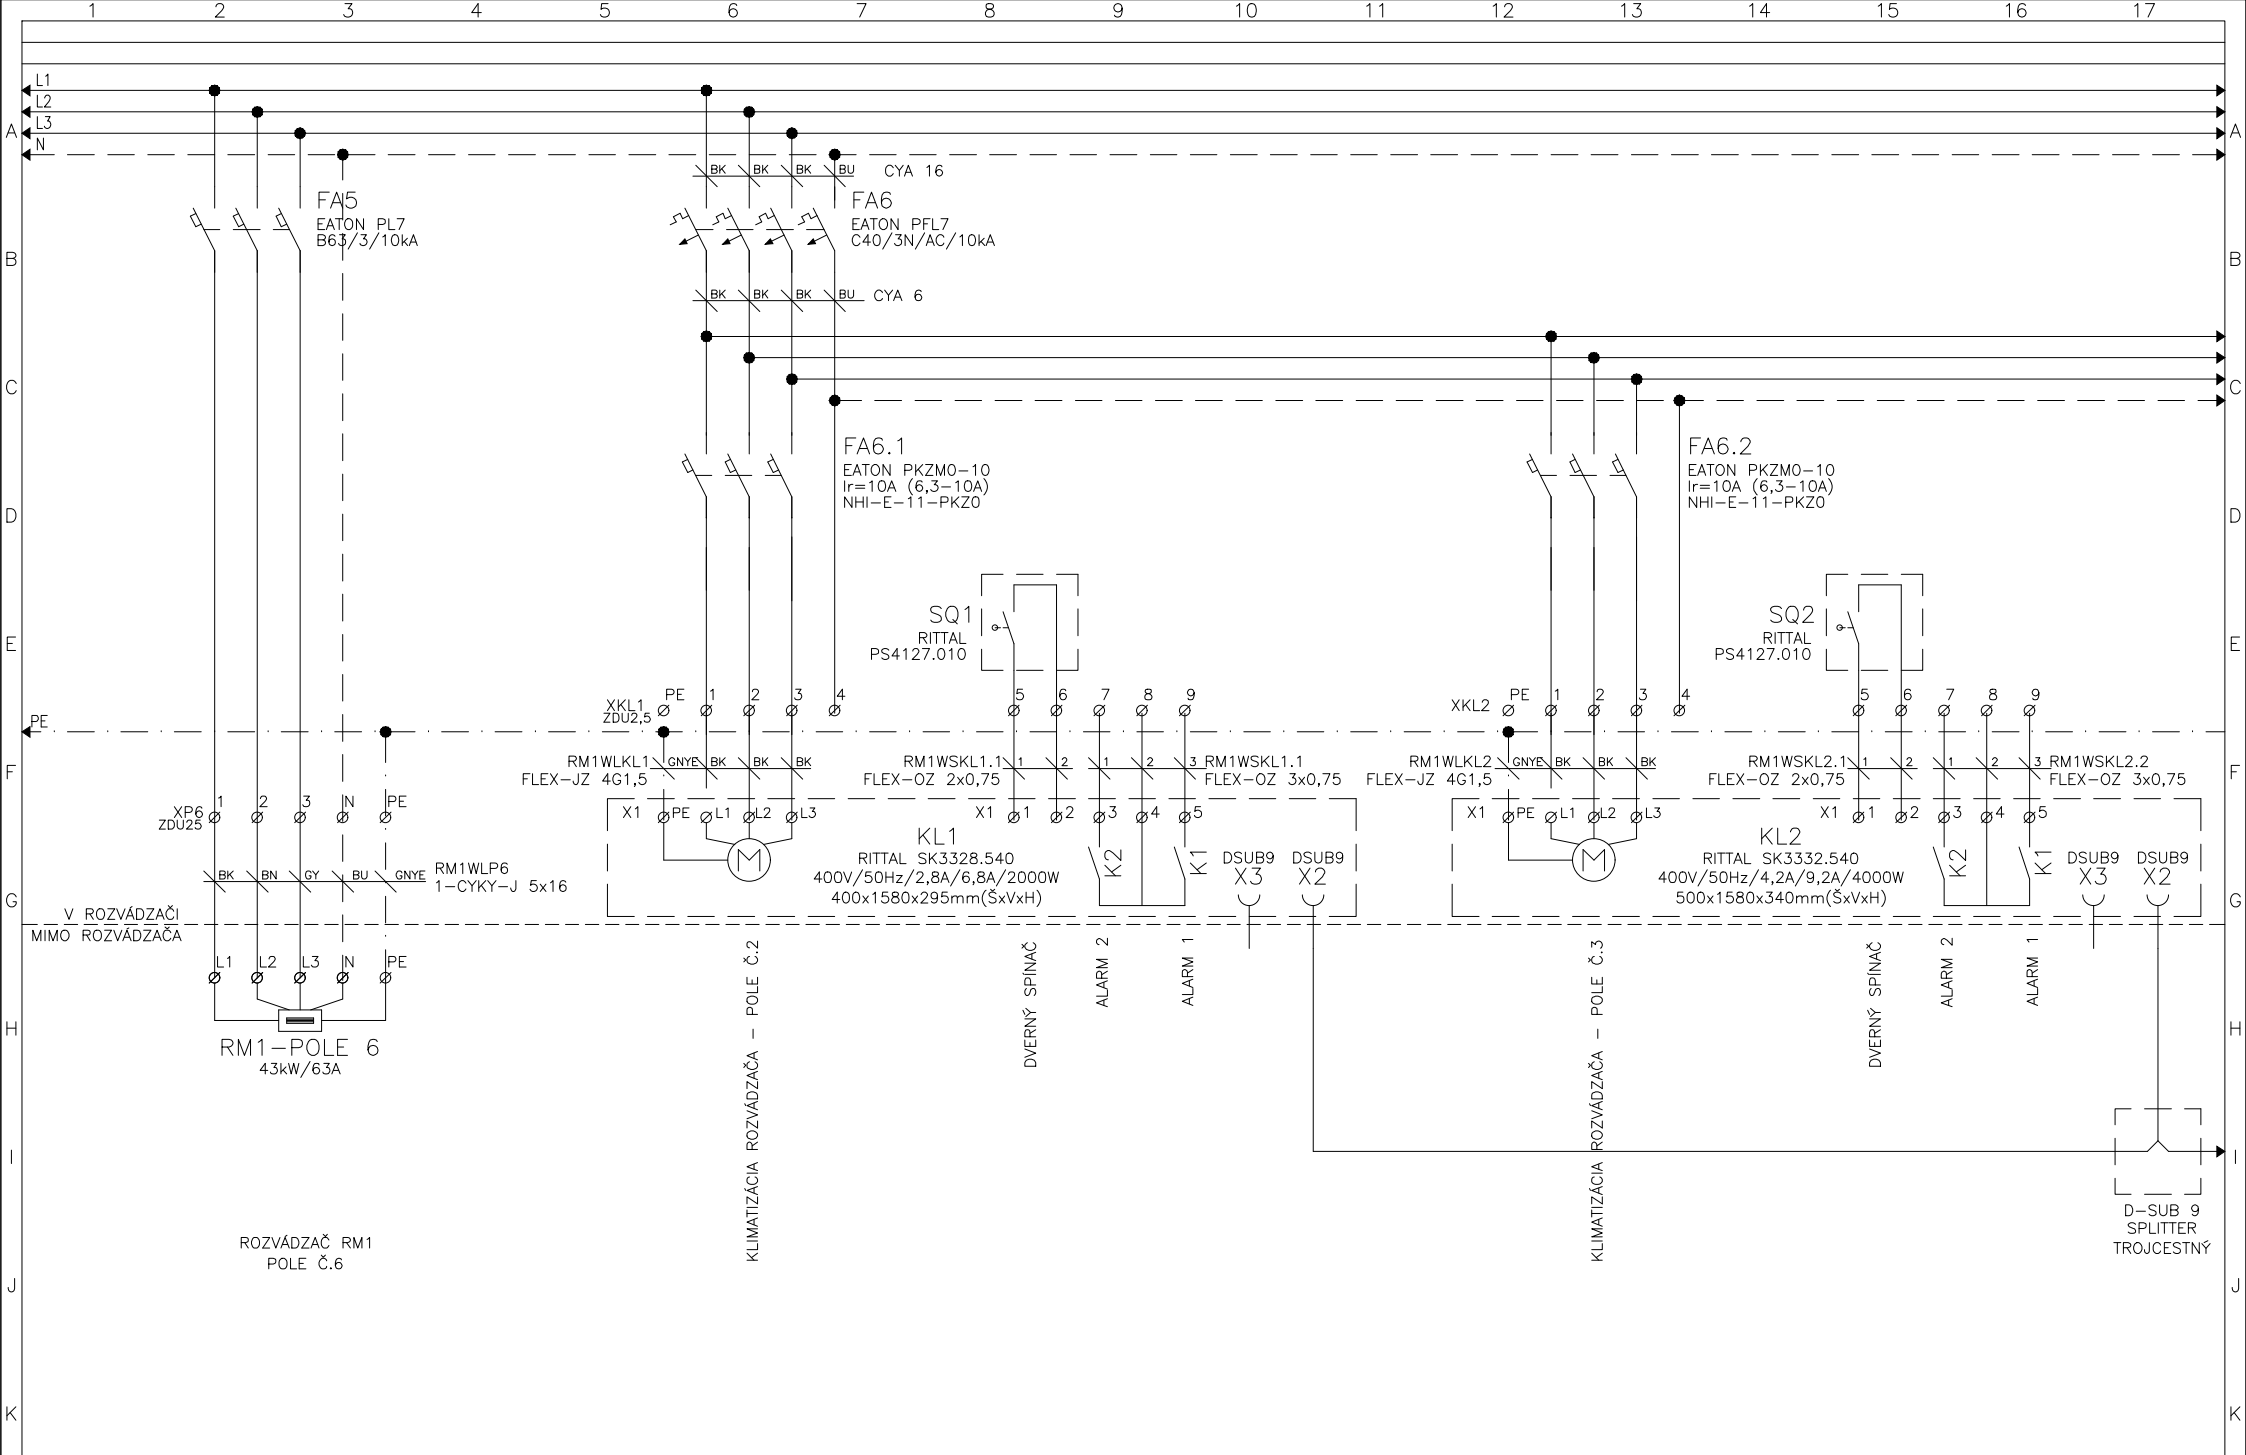 1 2 3 4 5 6 7 8 9 10 11 12 13 14 15 16 17
L1
L2
L3
N
A A
BK BK BK BU CYA 16
FA5
EATON PL7
B63/3/10kA
FA6
EATON PFL7
C40/3N/AC/10kA
B B
BK BK BK BU CYA 6
C C
FA6.1
EATON PKZM0-10
Ir=10A (6,3-10A)
NHI-E-11-PKZ0
FA6.2
EATON PKZM0-10
Ir=10A (6,3-10A)
NHI-E-11-PKZ0
D D
SQ1
RITTAL
PS4127.010
SQ2
RITTAL
PS4127.010
E E
XKL1
ZDU2,5
PE 1 2 3 4 5 6 7 8 9
XKL2
PE 1 2 3 4 5 6 7 8 9
PE
F F
RM1WLKL1
FLEX-JZ 4G1,5
GNYE BK BK BK
RM1WSKL1.1
FLEX-OZ 2x0,75
1 2 1 2 3
RM1WSKL1.1
FLEX-OZ 3x0,75
RM1WLKL2
FLEX-JZ 4G1,5
GNYE BK BK BK
RM1WSKL2.1
FLEX-OZ 2x0,75
1 2 1 2 3
RM1WSKL2.2
FLEX-OZ 3x0,75
XP6
ZDU25
1 2 3 N PE
X1 PE L1 L2 L3 X1 1 2 3 4 5
X1 PE L1 L2 L3 X1 1 2 3 4 5
M
KL1
RITTAL SK3328.540
400V/50Hz/2,8A/6,8A/2000W
400x1580x295mm(ŠxVxH)
K2 K1
DSUB9
X3
DSUB9
X2
M
KL2
RITTAL SK3332.540
400V/50Hz/4,2A/9,2A/4000W
500x1580x340mm(ŠxVxH)
K2 K1
DSUB9
X3
DSUB9
X2
BK BN GY BU GNYE
RM1WLP6
1-CYKY-J 5x16
G G
V ROZVÁDZAČI
MIMO ROZVÁDZAČA
L1 L2 L3 N PE
RM1-POLE 6
43kW/63A
KLIMATIZÁCIA ROZVÁDZAČA - POLE Č.2
DVERNÝ SPÍNAČ
ALARM 2
ALARM 1
KLIMATIZÁCIA ROZVÁDZAČA - POLE Č.3
DVERNÝ SPÍNAČ
ALARM 2
ALARM 1
H H
I I
D-SUB 9
SPLITTER
TROJCESTNÝ
ROZVÁDZAČ RM1
POLE Č.6
J J
K K